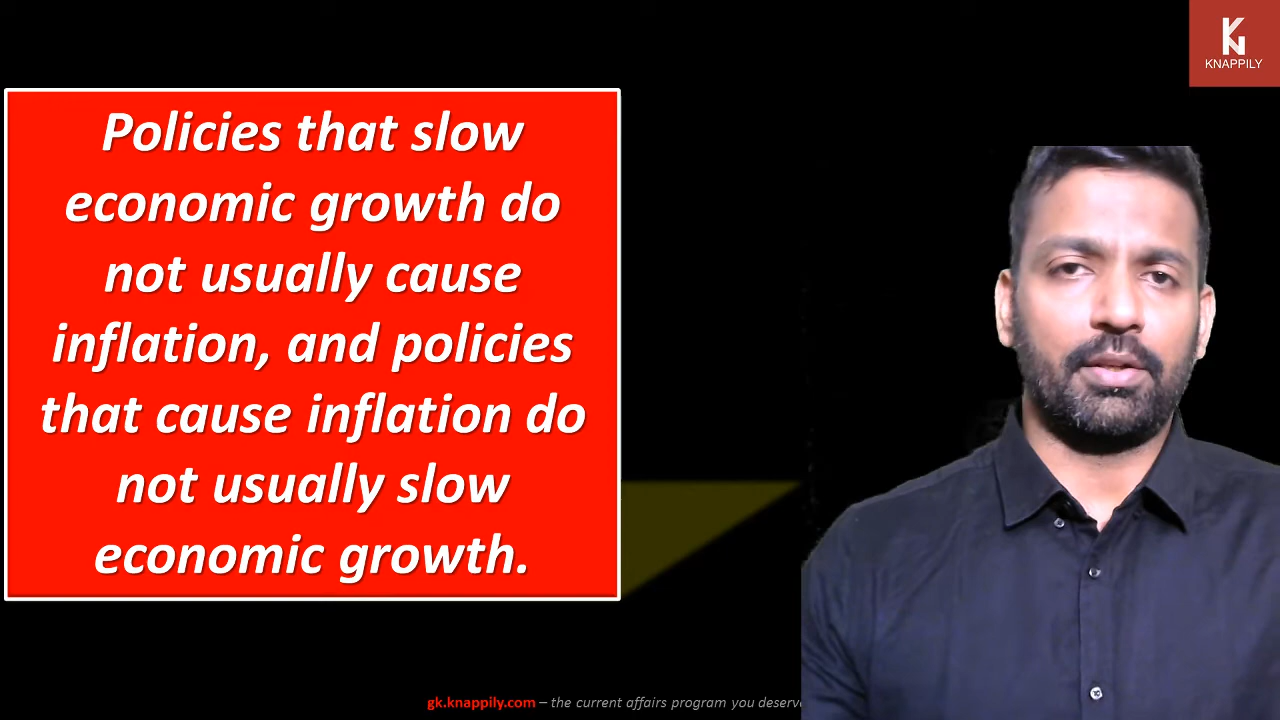 KNAPPILY
Policies that slow
economic growth do
not usually cause
inflation, and policies
that cause inflation do
not usually slow
economic growth.
gk.knappily.com – the current affairs program you deserv